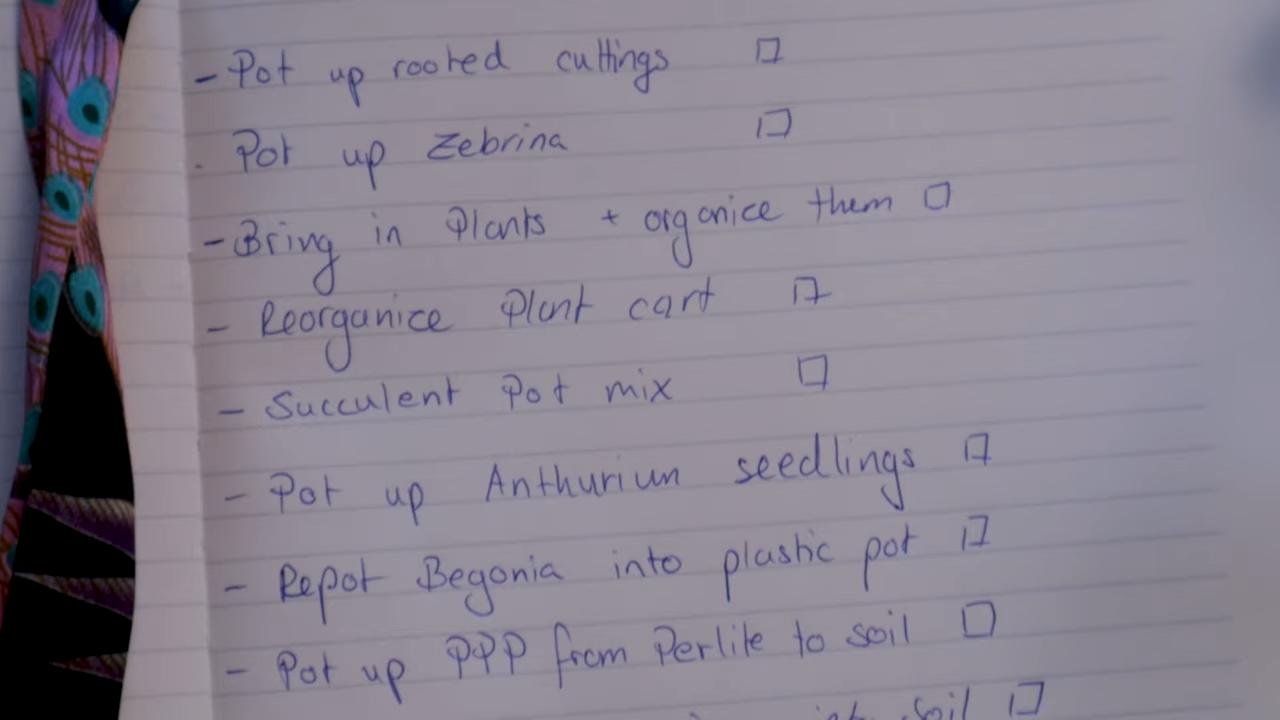 - Pot up rooted cuttings □
- Pot up Zebrina □
- Bring in Plants + organice them □
- Reorganice Plant cart □
- Succulent Pot mix □
- Pot up Anthurium seedlings □
- Repot Begonia into plastic pot □
- Pot up PPP from Perlite to soil □
soil □